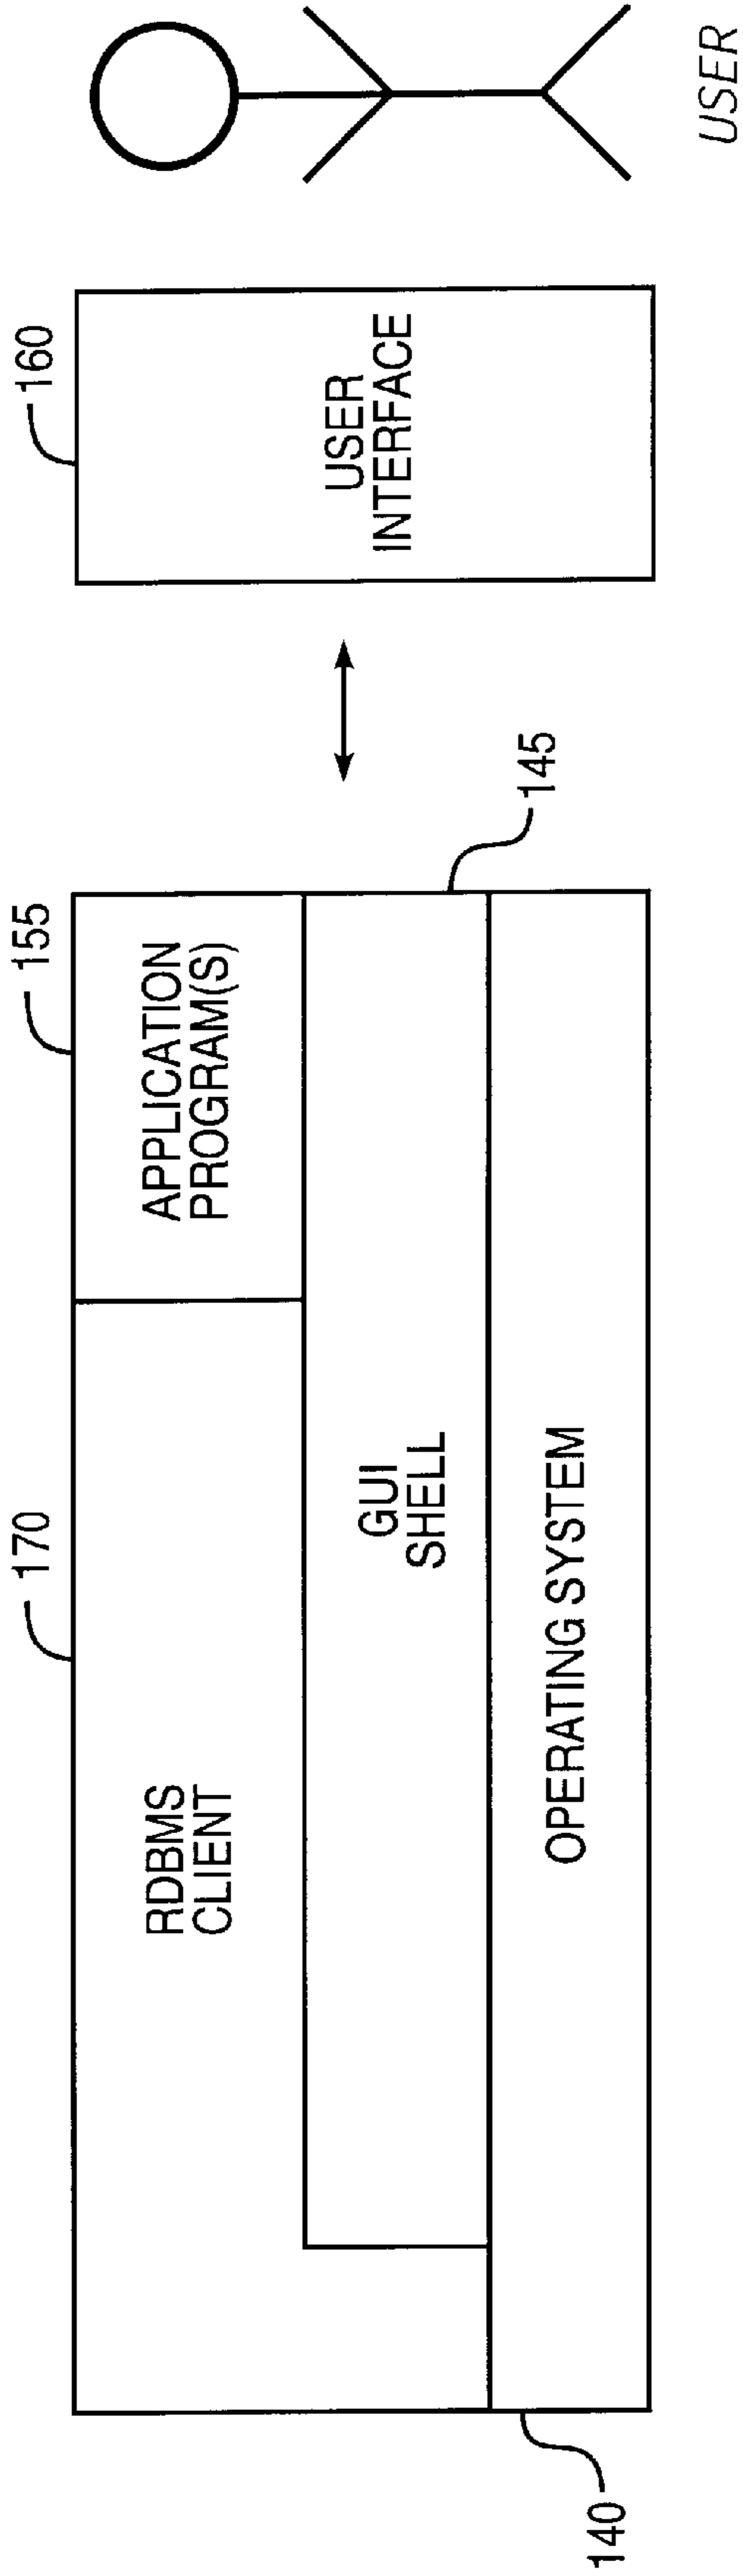 170
155
160
RDBMS
CLIENT
APPLICATION
PROGRAM(S)
USER
INTERFACE
GUI
SHELL
145
OPERATING SYSTEM
140
USER